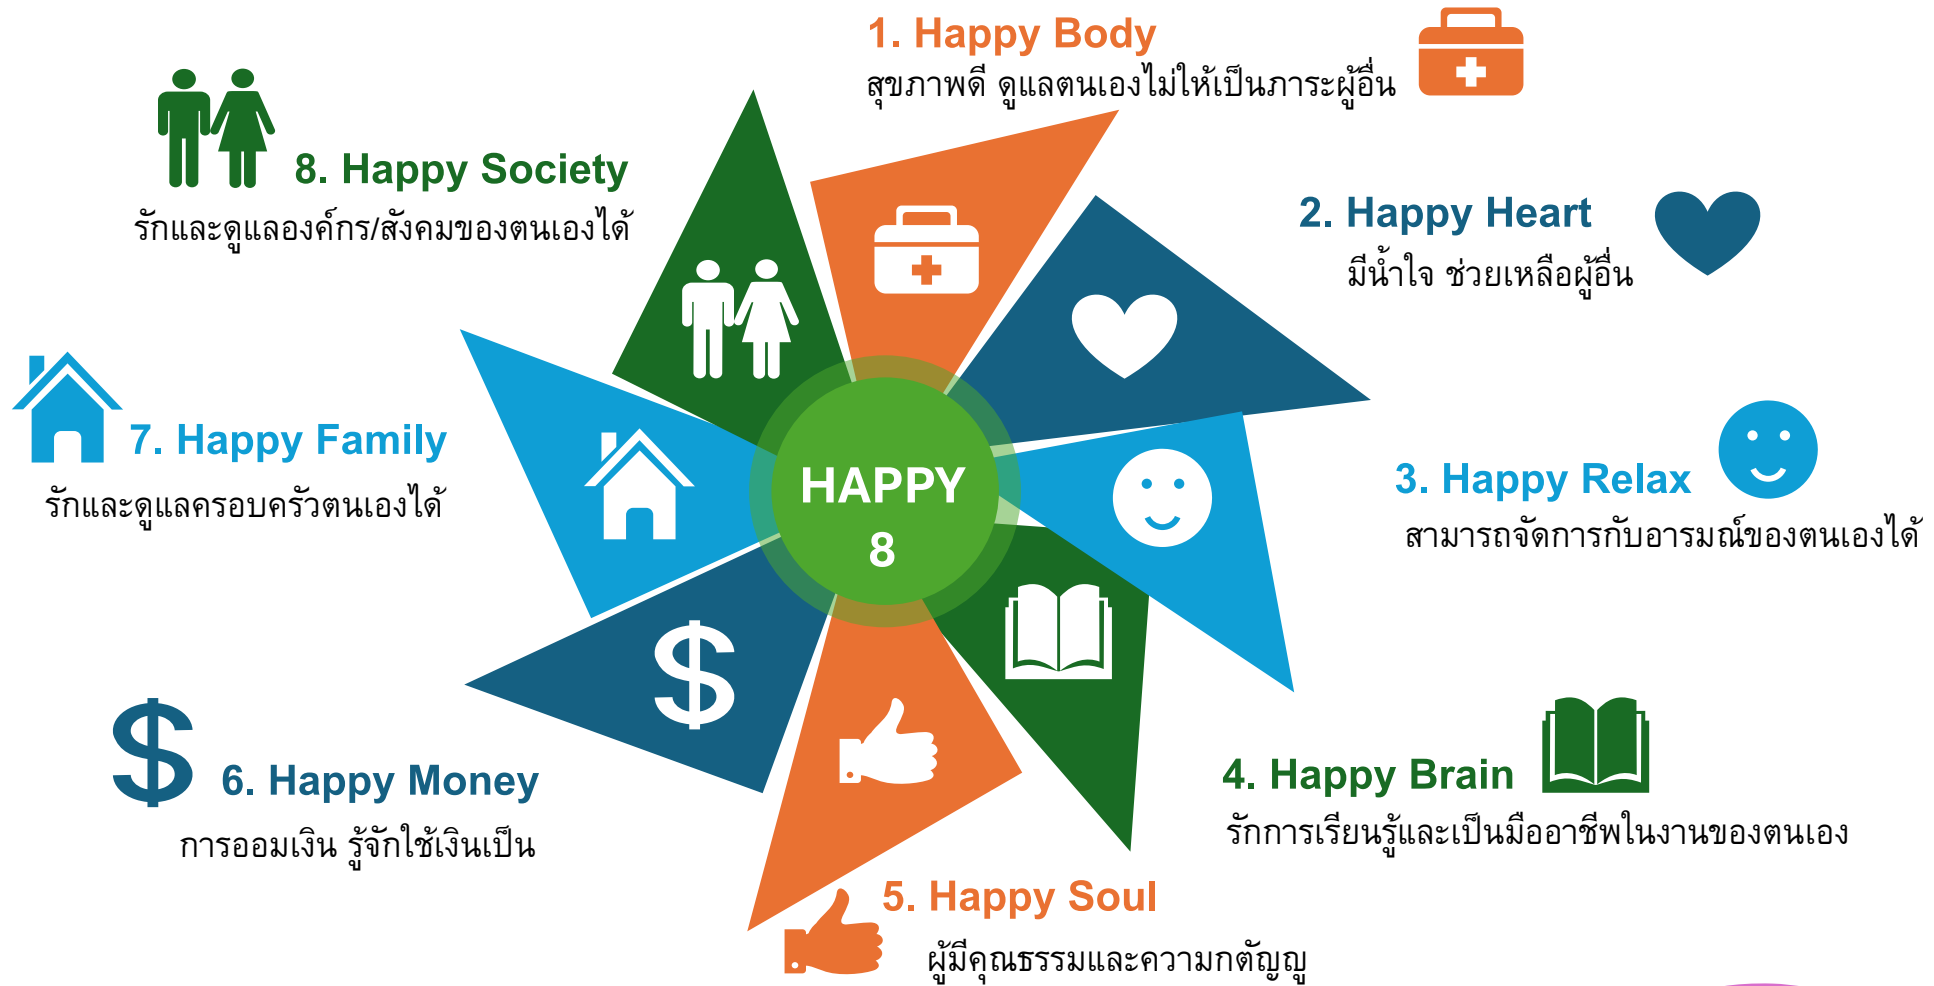 1. Happy Body
สุขภาพดี ดูแลตนเองไม่ให้เป็นภาระผู้อื่น
2. Happy Heart
มีน้ำใจ ช่วยเหลือผู้อื่น
3. Happy Relax
สามารถจัดการกับอารมณ์ของตนเองได้
4. Happy Brain
รักการเรียนรู้และเป็นมืออาชีพในงานของตนเอง
5. Happy Soul
ผู้มีคุณธรรมและความกตัญญู
6. Happy Money
การออมเงิน รู้จักใช้เงินเป็น
7. Happy Family
รักและดูแลครอบครัวตนเองได้
8. Happy Society
รักและดูแลองค์กร/สังคมของตนเองได้
HAPPY
8